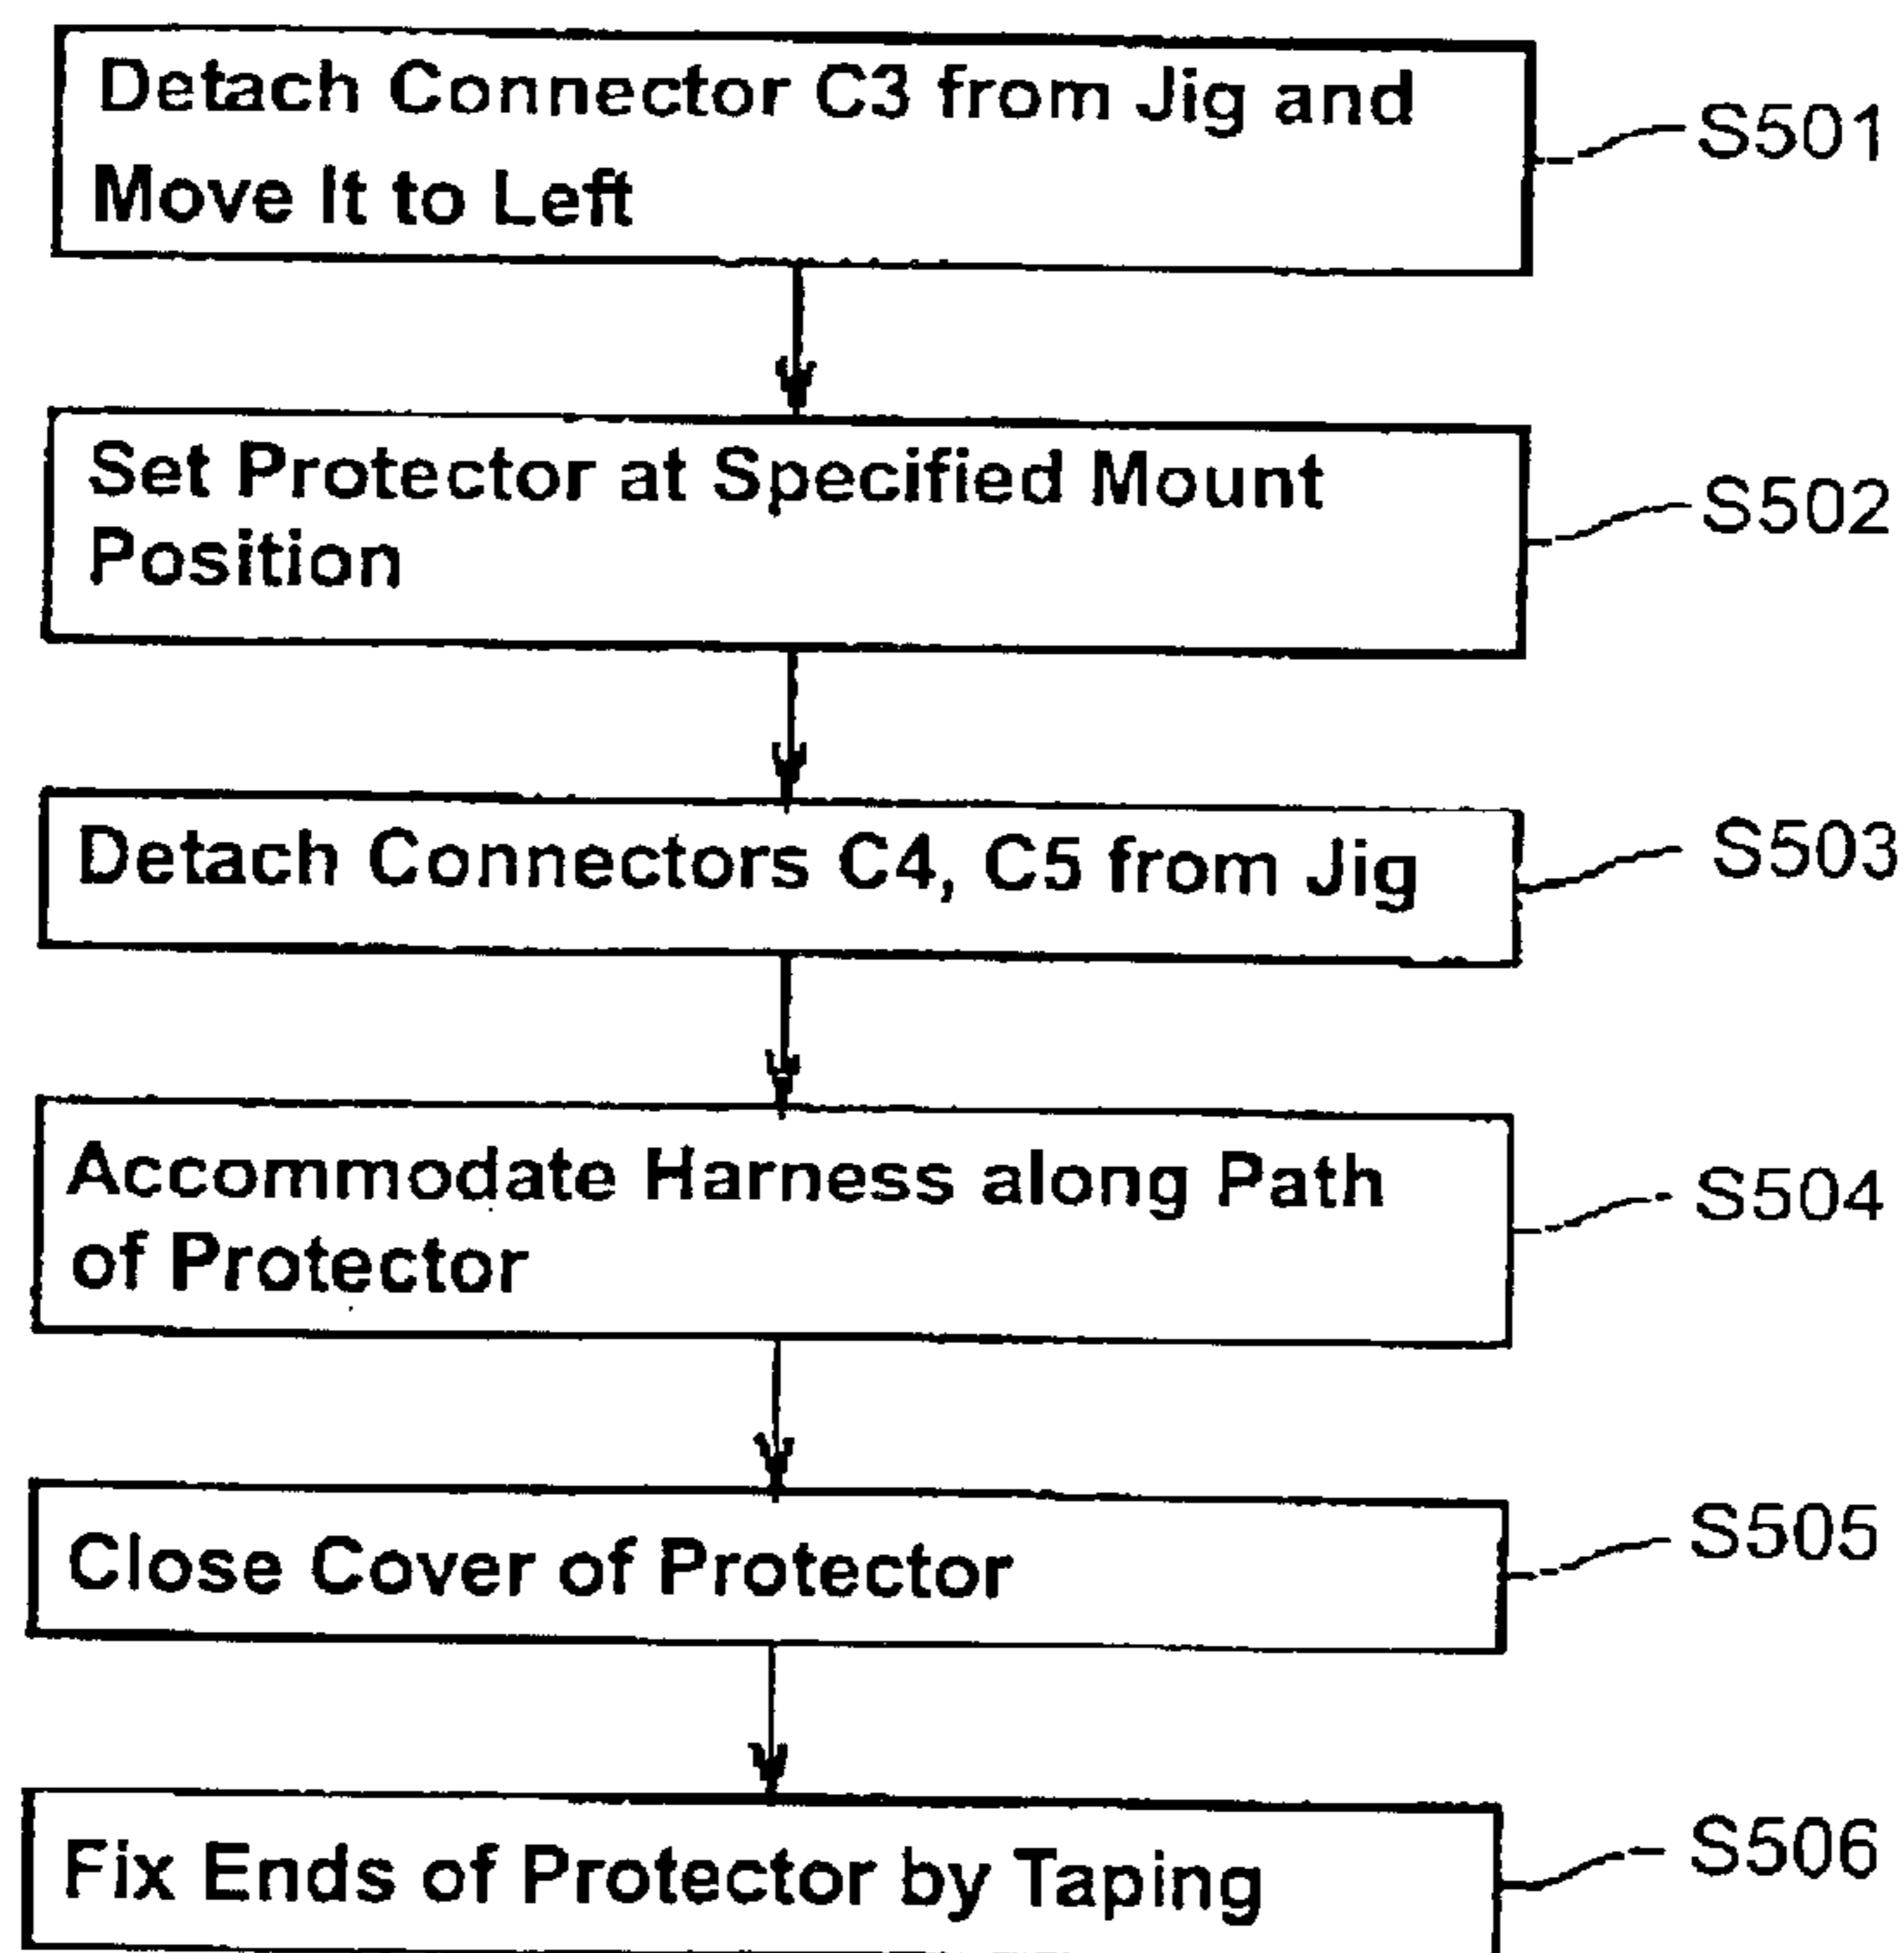 Detach Connector C3 from Jig and
Move It to Left
S501
Set Protector at Specified Mount
Position
S502
Detach Connectors C4, C5 from Jig
S503
Accommodate Harness along Path
of Protector
S504
Close Cover of Protector
S505
Fix Ends of Protector by Taping
S506